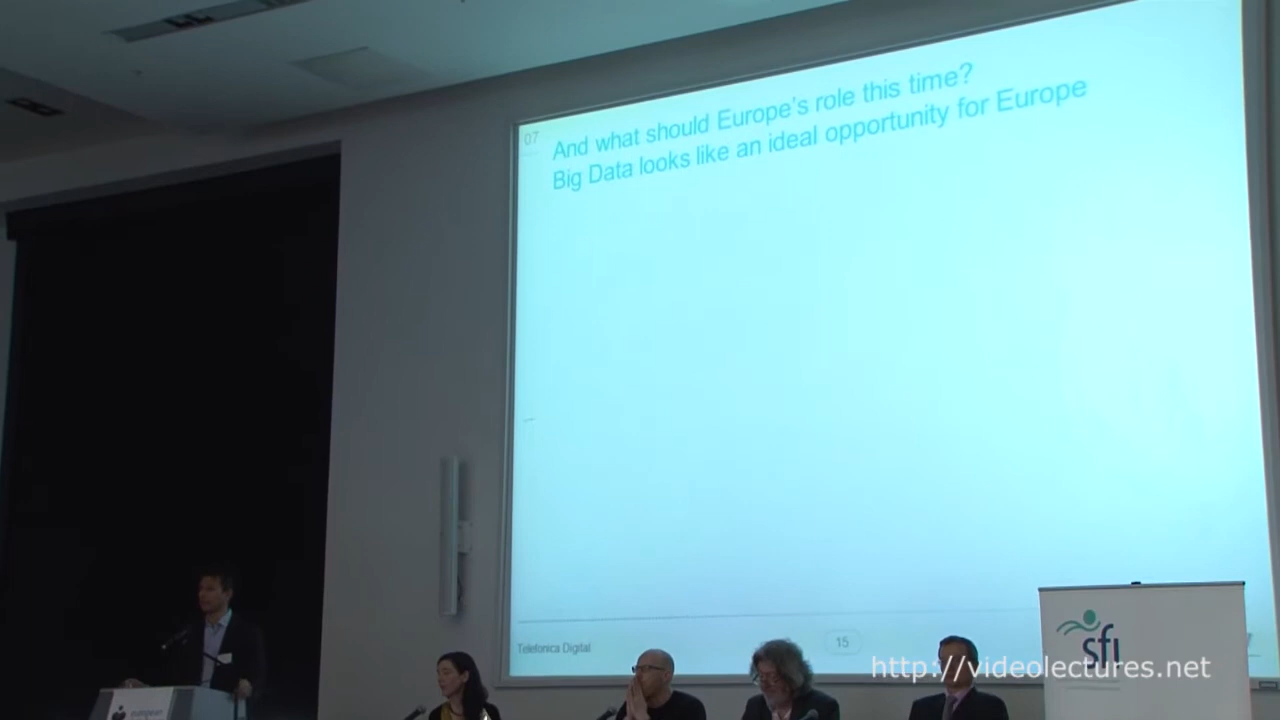 07
And what should Europe's role this time?
Big Data looks like an ideal opportunity for Europe
Telefonica Digital
15
sfi
http://videolectures.net
european